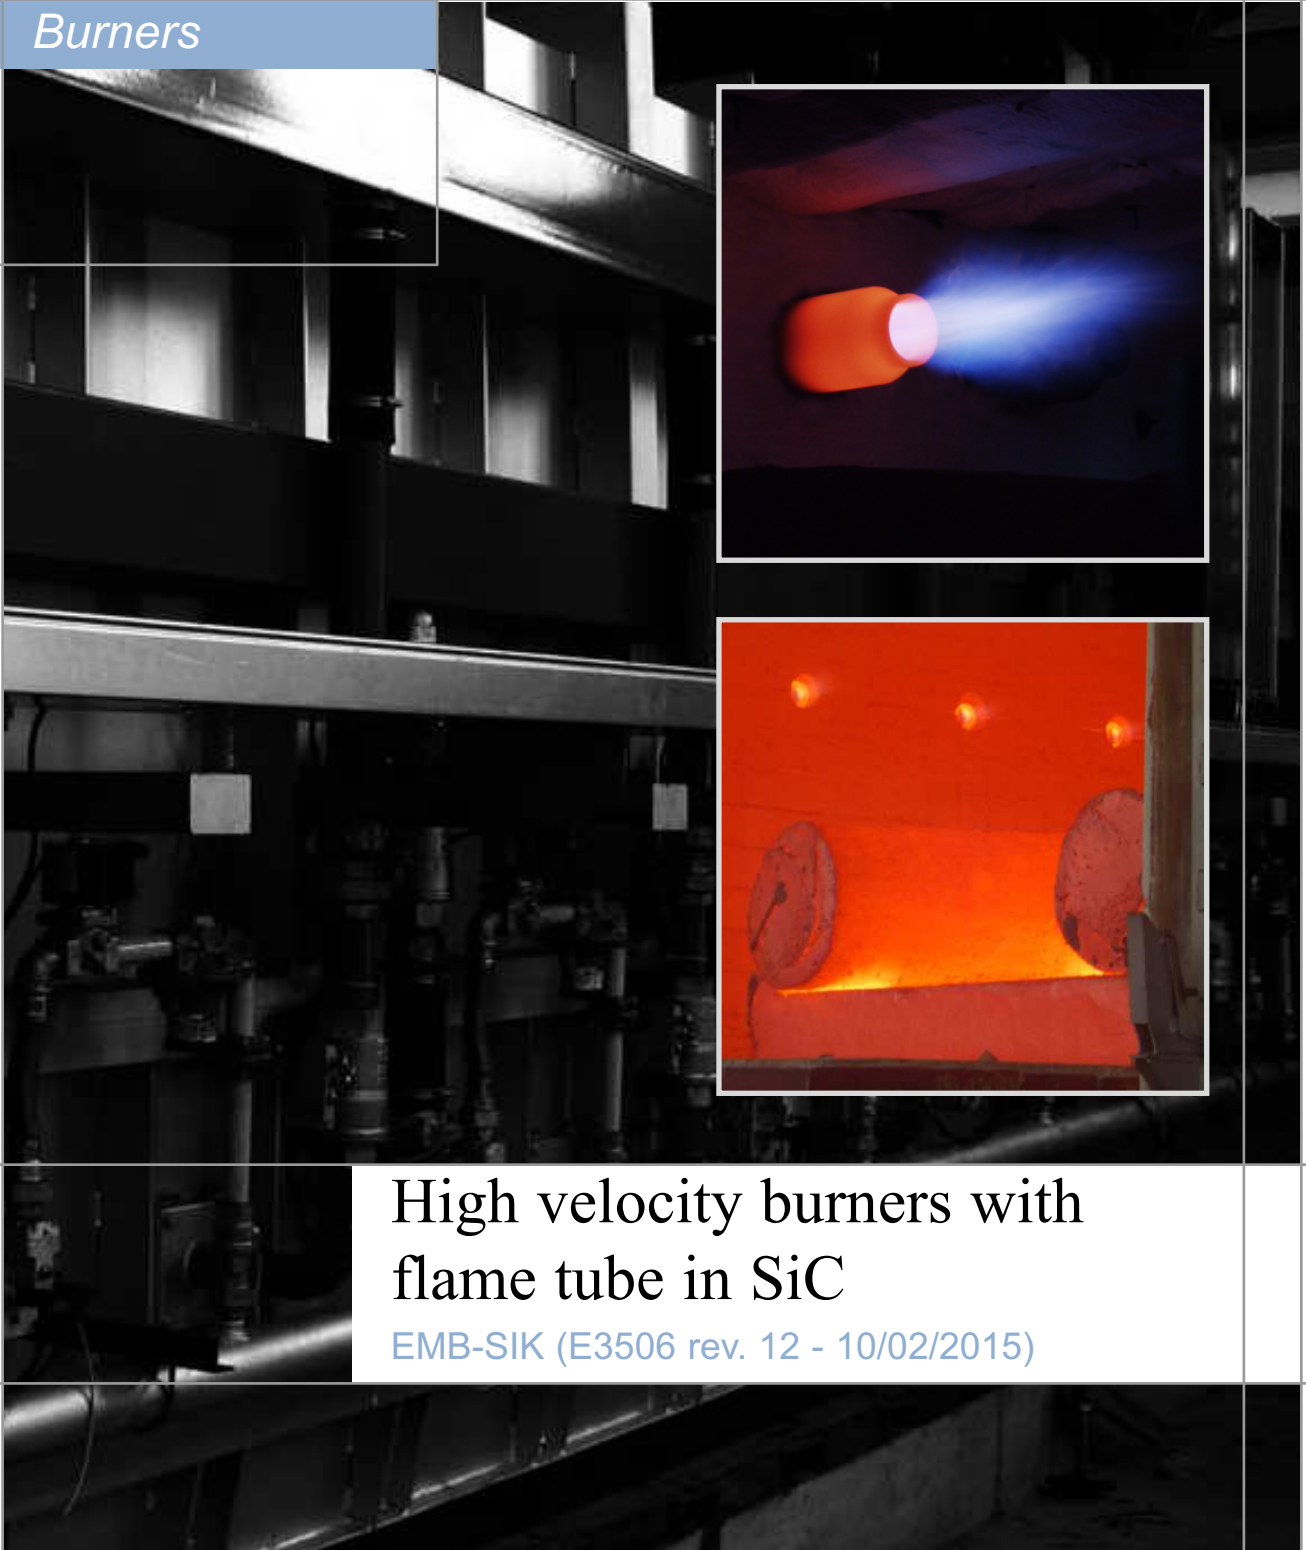 Burners
High velocity burners with
flame tube in SiC
EMB-SIK (E3506 rev. 12 - 10/02/2015)